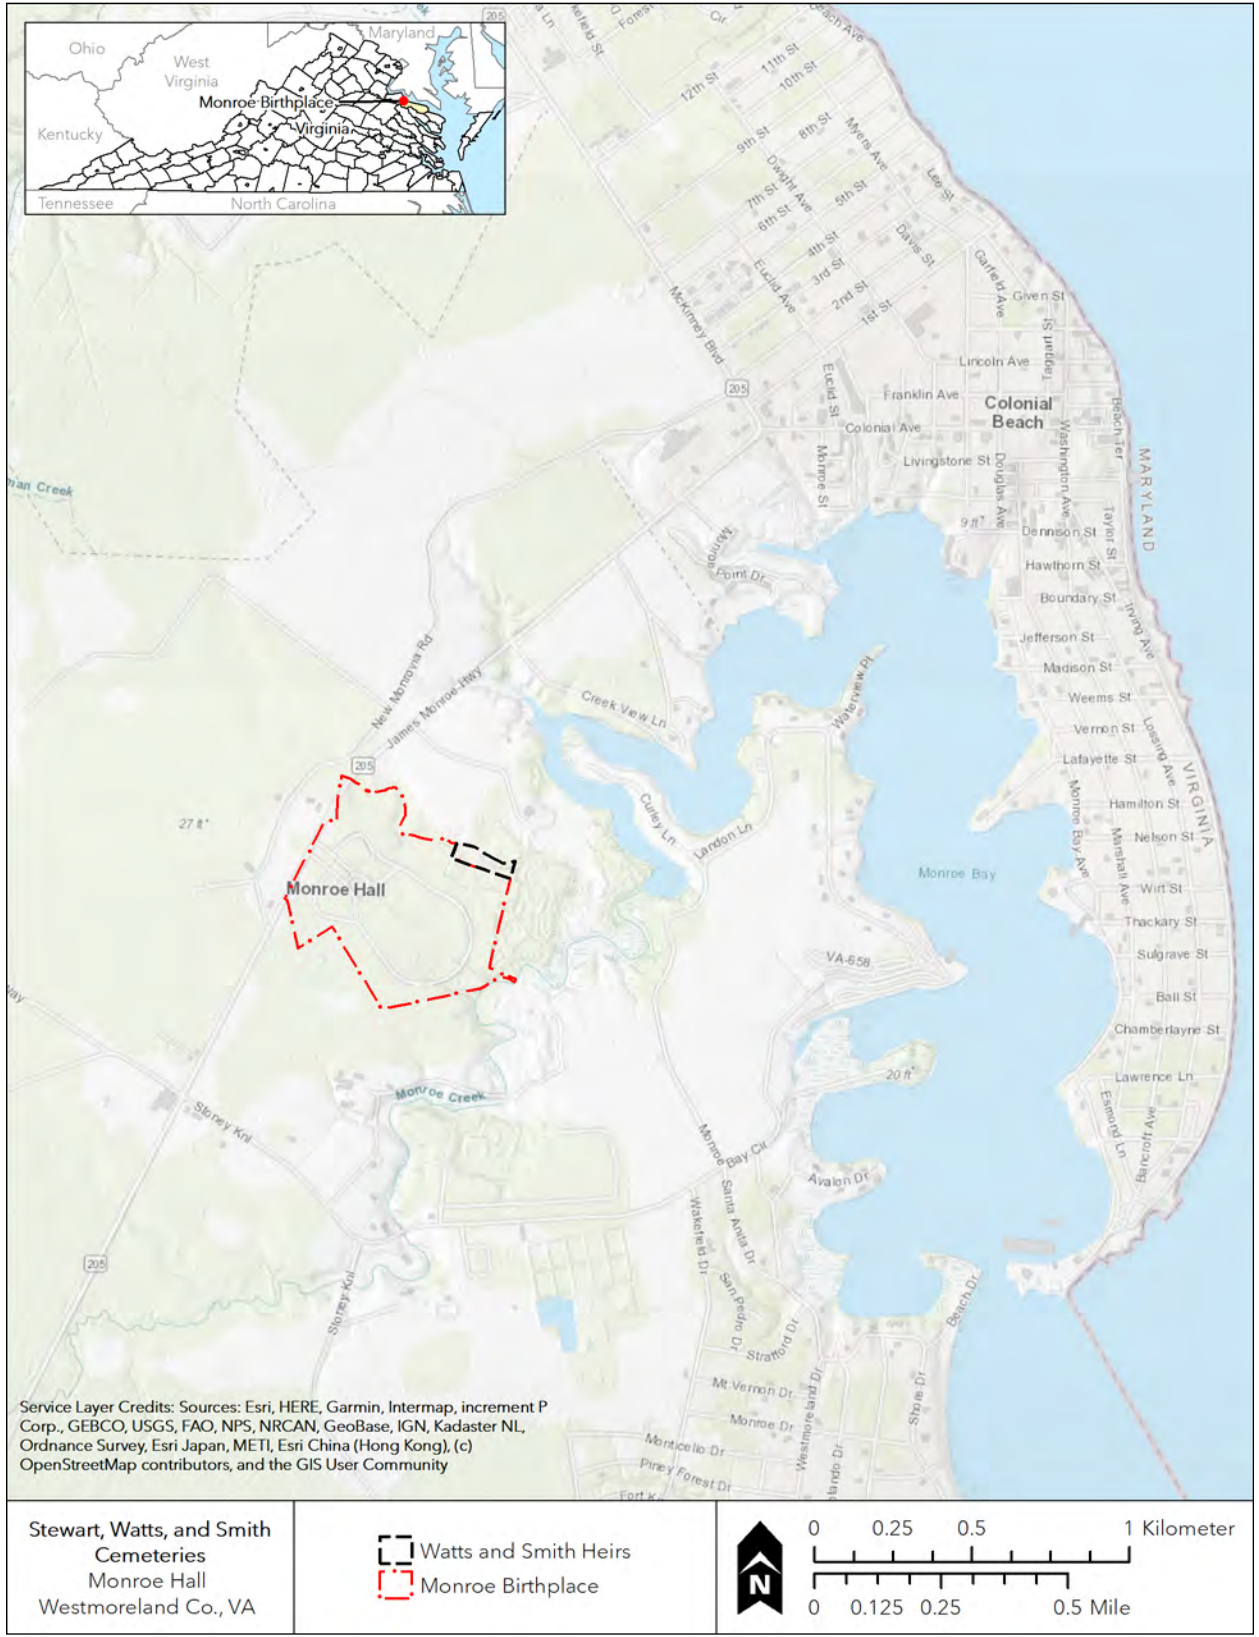 205
Beach Ave
11th St
10th St
12th St
9th St
8th St
Myers Ave
Lee St
Dwight Ave
7th St
6th St
5th St
4th St
3rd St
2nd St
1st St
Davis St
Euclid Ave
Garfield Ave
Given St
McKinney Blvd
Taggart St
Lincoln Ave
205
Euclid St
Franklin Ave
Colonial
Beach
Beach Ter
Colonial Ave
Washington Ave
Monroe St
Livingstone St
Douglas Ave
MARYLAND
Ohio
Maryland
West
Virginia
Monroe Birthplace
Kentucky
Virginia
Tennessee
North Carolina
man Creek
9 ft
Dennison St
Taylor St
Monroe
Point Dr
Hawthorn St
Boundary St
Irving Ave
Jefferson St
Madison St
New Monrovia Rd
James Monroe Hwy
Creek View Ln
Waterview Pt
Weems St
Vernon St
Lossing Ave
Lafayette St
VIRGINIA
205
27 ft
Curley Ln
Landon Ln
Monroe Bay Ave
Hamilton St
Nelson St
Marshall Ave
Monroe Hall
Monroe Bay
Wirt St
Thackary St
VA-658
Sulgrave St
Ball St
Chamberlayne St
20 ft
Lawrence Ln
Monroe Creek
Esmond Ln
Bancroft Ave
Stoney Knl
Monroe Bay Cir
Avalon Dr
Santa Anita Dr
Wakefield Dr
205
Stoney Knl
San Pedro Dr
Beach Dr
Strafford Dr
Mt Vernon Dr
Westmoreland Dr
Shore Dr
Monroe Dr
Monticello Dr
Piney Forest Dr
Service Layer Credits: Sources: Esri, HERE, Garmin, Intermap, increment P
Corp., GEBCO, USGS, FAO, NPS, NRCAN, GeoBase, IGN, Kadaster NL,
Ordnance Survey, Esri Japan, METI, Esri China (Hong Kong), (c)
OpenStreetMap contributors, and the GIS User Community
Stewart, Watts, and Smith
Cemeteries
Monroe Hall
Westmoreland Co., VA
Watts and Smith Heirs
Monroe Birthplace
N
0 0.25 0.5 1 Kilometer
0 0.125 0.25 0.5 Mile